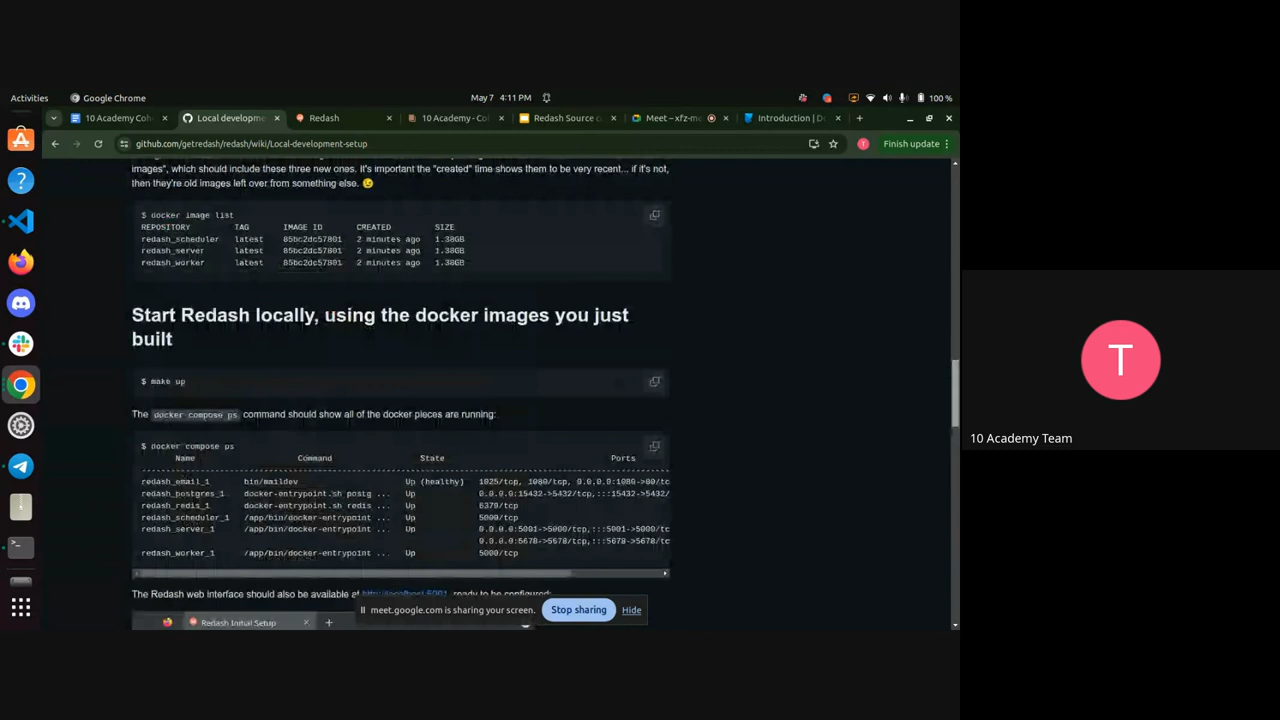 Activities
Google Chrome
May 7 4:11 PM
100 %
10 Academy Coh
Local developme
Redash
10 Academy - Co
Redash Source c
Meet – xfz-m
Introduction | D
github.com/getredash/redash/wiki/Local-development-setup
Finish update
images", which should include these three new ones. It's important the "created" time shows them to be very recent... if it's not,
then they're old images left over from something else. 😉
$ docker image list
REPOSITORY TAG IMAGE ID CREATED SIZE
redash_scheduler latest 85bc2dc57801 2 minutes ago 1.38GB
redash_server latest 85bc2dc57801 2 minutes ago 1.38GB
redash_worker latest 85bc2dc57801 2 minutes ago 1.38GB
Start Redash locally, using the docker images you just
built
$ make up
The docker compose ps command should show all of the docker pieces are running:
$ docker compose ps
Name Command State Ports
--------------------------------------------------------------------------------
redash_email_1 bin/maildev Up (healthy) 1025/tcp, 1080/tcp, 0.0.0.0:1080->80/tc
redash_postgres_1 docker-entrypoint.sh postg ... Up 0.0.0.0:15432->5432/tcp,:::15432->5432/
redash_redis_1 docker-entrypoint.sh redis ... Up 6379/tcp
redash_scheduler_1 /app/bin/docker-entrypoint ... Up 5000/tcp
redash_server_1 /app/bin/docker-entrypoint ... Up 0.0.0.0:5001->5000/tcp,:::5001->5000/tc
0.0.0.0:5678->5678/tcp,:::5678->5678/tc
redash_worker_1 /app/bin/docker-entrypoint ... Up 5000/tcp
The Redash web interface should also be available at http://localhost:5001, ready to be configured:
meet.google.com is sharing your screen.
Stop sharing
Hide
Redash Initial Setup
T
10 Academy Team